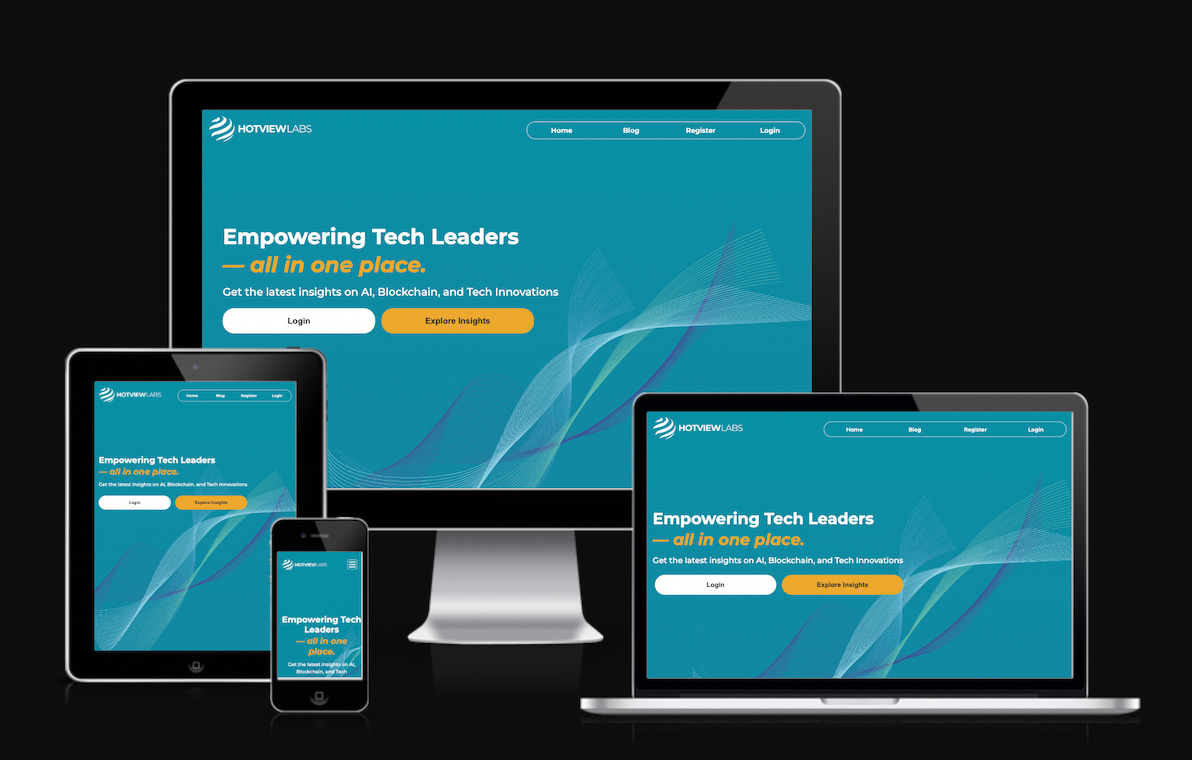 HOTVIEWLABS
Home Blog Register Login
Empowering Tech Leaders
— all in one place.
Get the latest insights on AI, Blockchain, and Tech Innovations
Login Explore Insights
HOTVIEWLABS
Home Blog Register Login
Empowering Tech Leaders
— all in one place.
Get the latest insights on AI, Blockchain, and Tech Innovations
Login Explore Insights
HOTVIEWLABS
Empowering Tech
Leaders
— all in one
place.
Get the latest insights on AI,
Blockchain, and Tech
HOTVIEWLABS
Home Blog Register Login
Empowering Tech Leaders
— all in one place.
Get the latest insights on AI, Blockchain, and Tech Innovations
Login Explore Insights